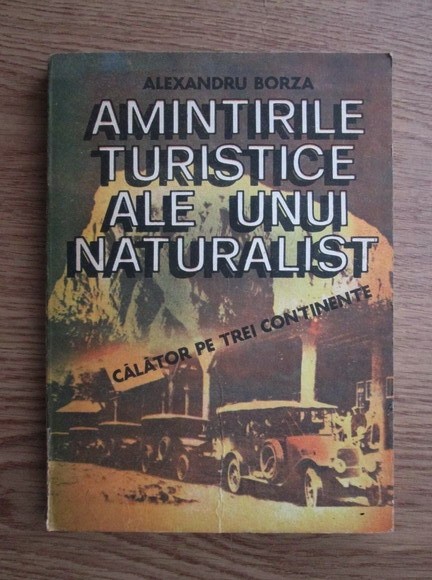 ALEXANDRU BORZA
AMINTIRILE
TURISTICE
ALE UNUI
NATURALIST
CĂLĂTOR PE TREI CONTINENTE